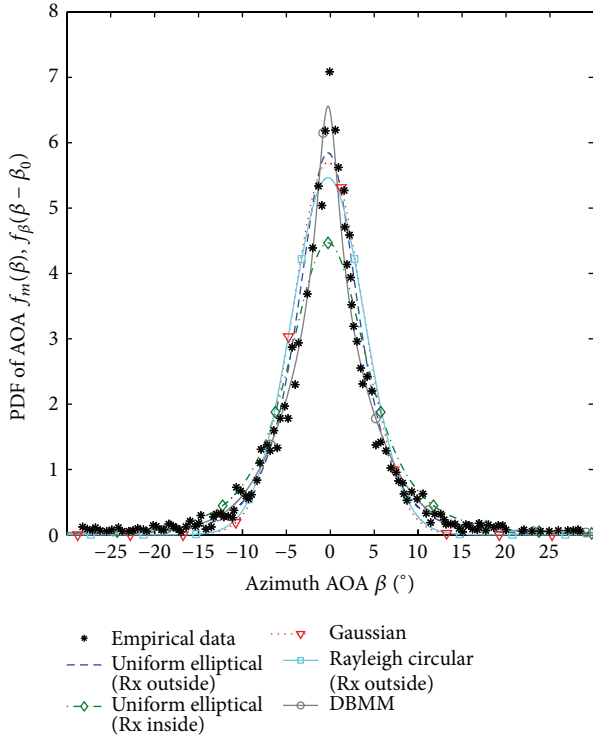 8
7
6
5
4
3
2
1
0
PDF of AOA f_m(β), f_β(β − β_0)
−25 −20 −15 −10 −5 0 5 10 15 20 25
Azimuth AOA β (°)
Empirical data
Uniform elliptical
(Rx outside)
Uniform elliptical
(Rx inside)
Gaussian
Rayleigh circular
(Rx outside)
DBMM